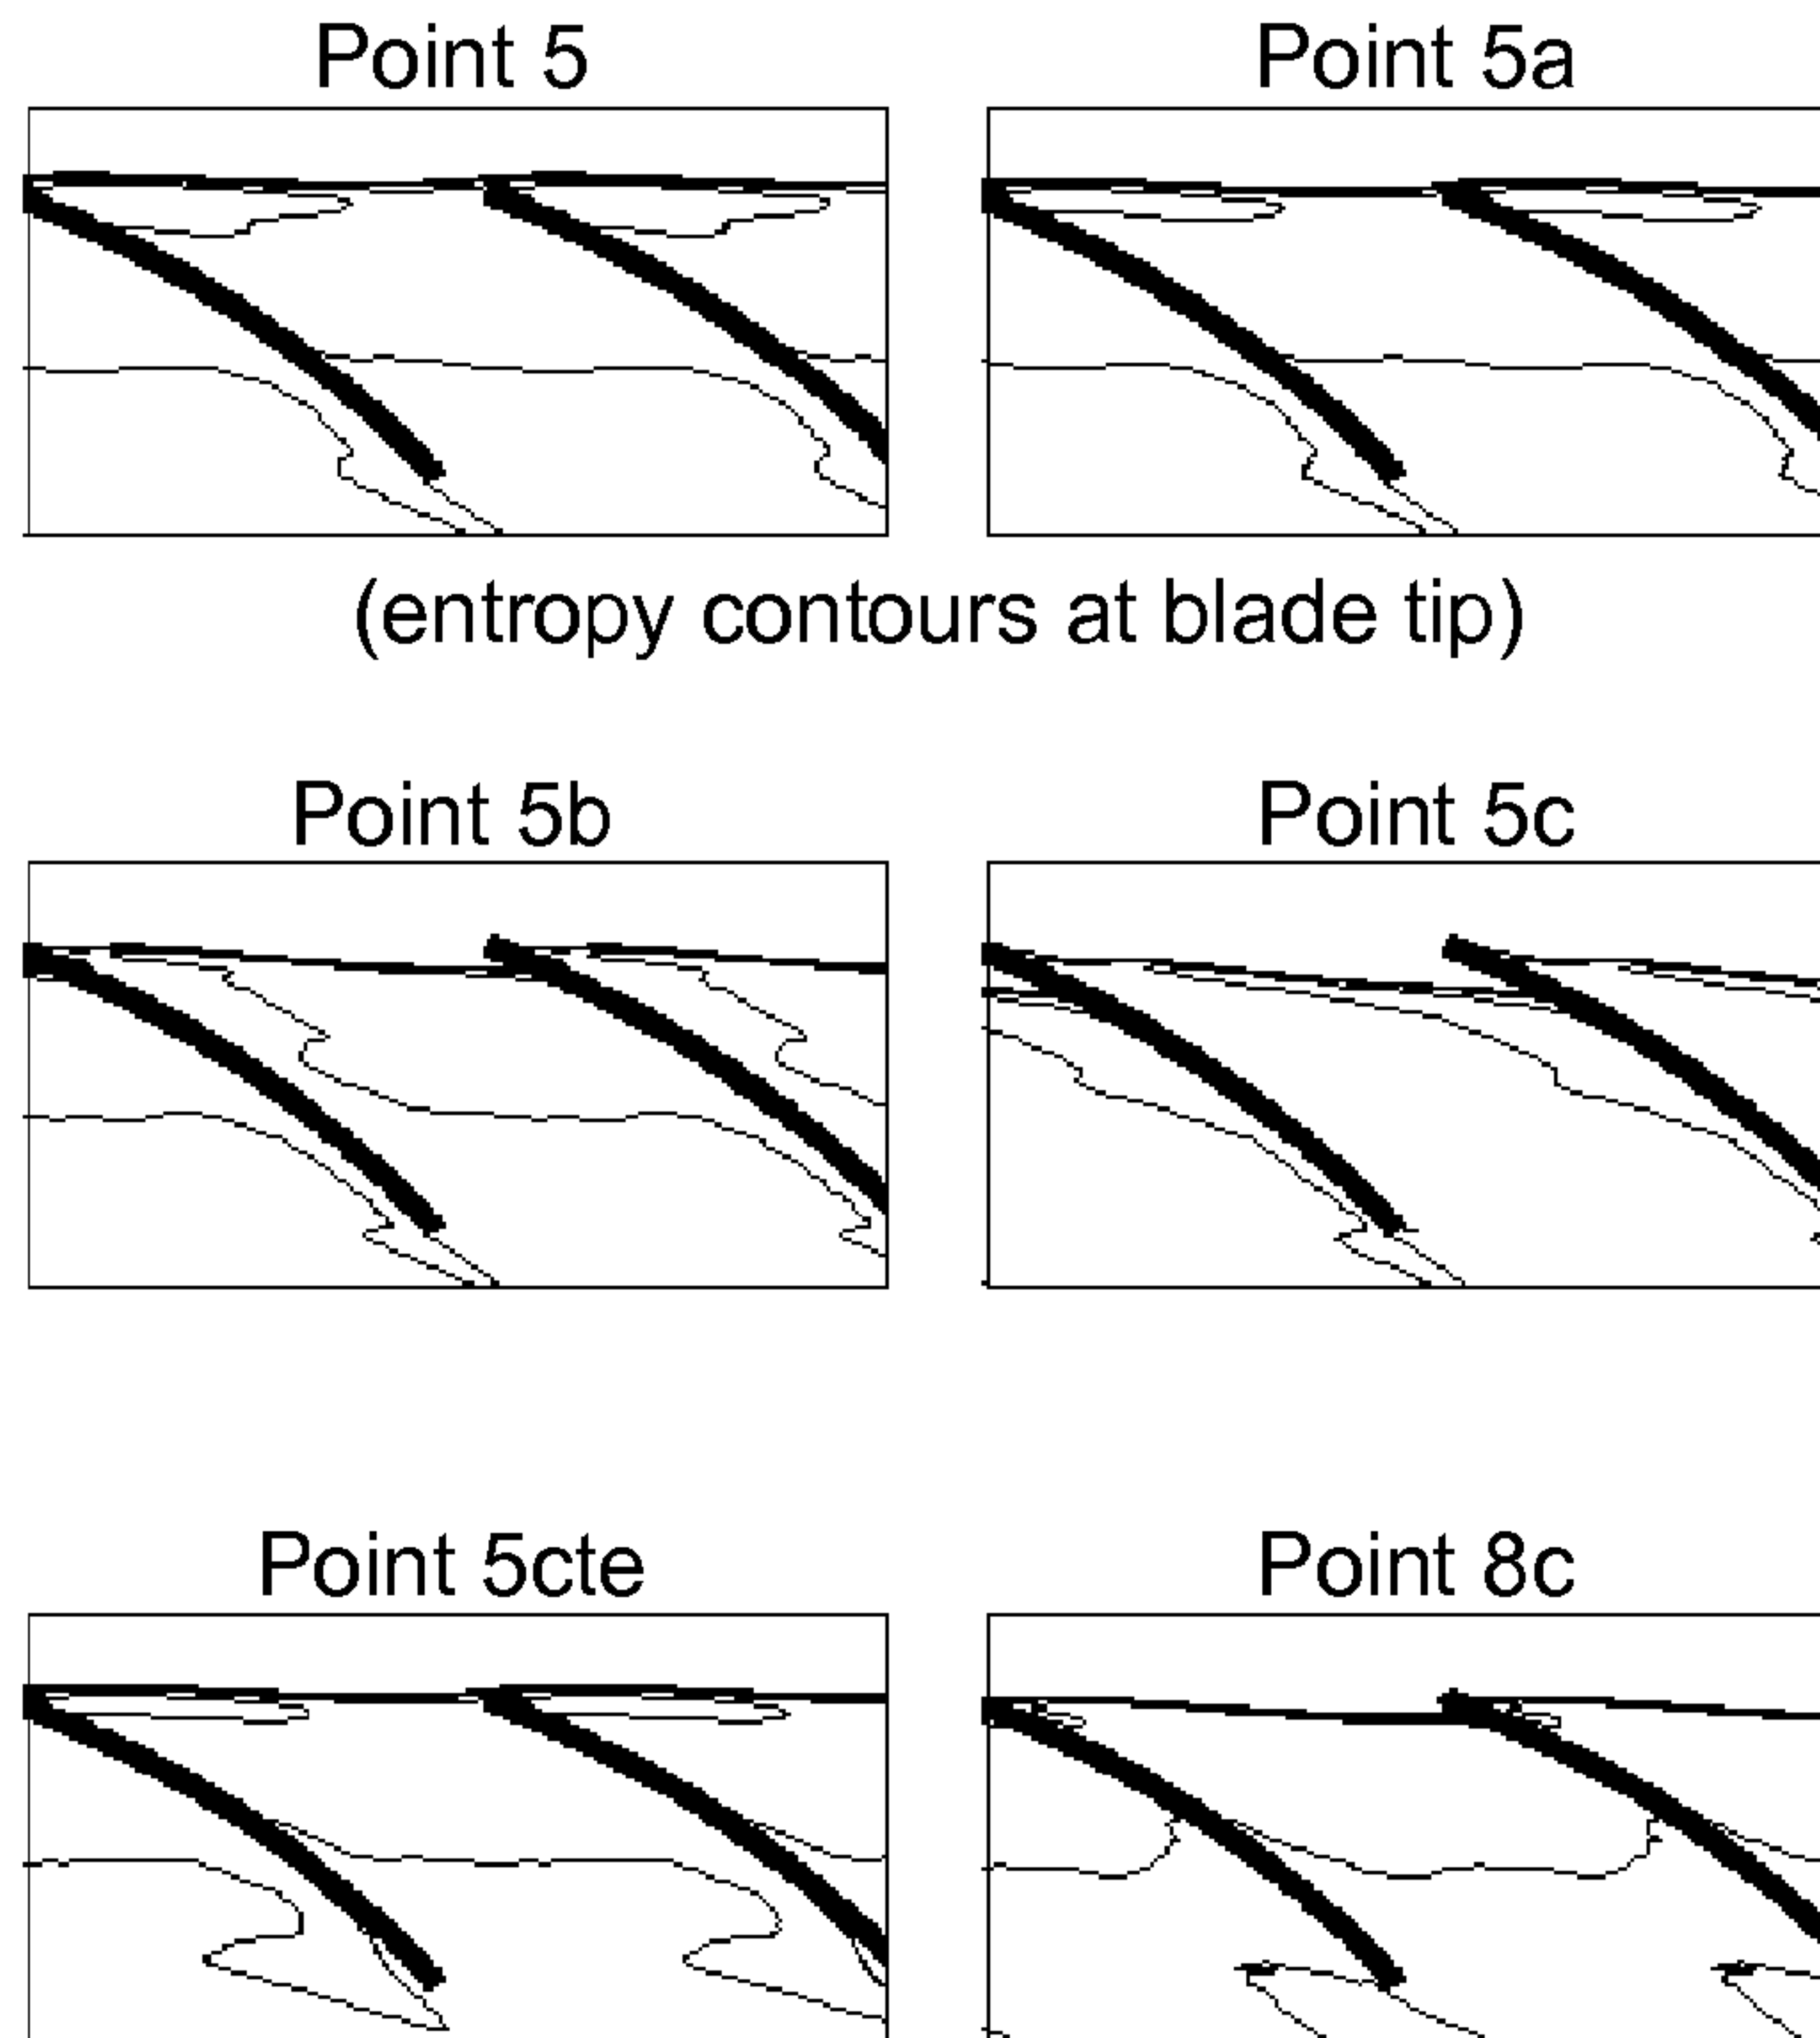 Point 5
Point 5a
(entropy contours at blade tip)
Point 5b
Point 5c
Point 5cte
Point 8c